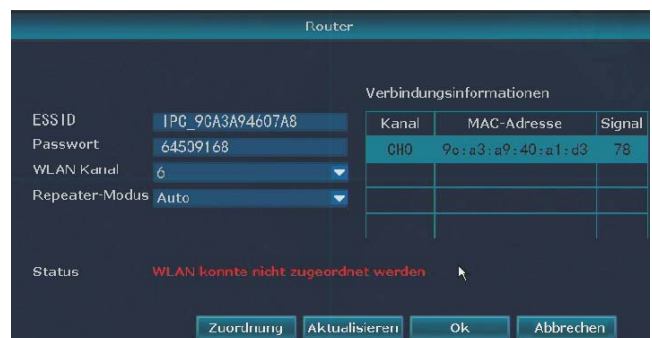 Router
Verbindungsinformationen
ESSID IPC_9CA3A94607A8
Kanal MAC-Adresse Signal
Passwort 64509168
CH0 9c:a3:a9:40:a1:d3 78
WLAN Kanal 6
Repeater-Modus Auto
Status WLAN konnte nicht zugeordnet werden
Zuordnung Aktualisieren Ok Abbrechen